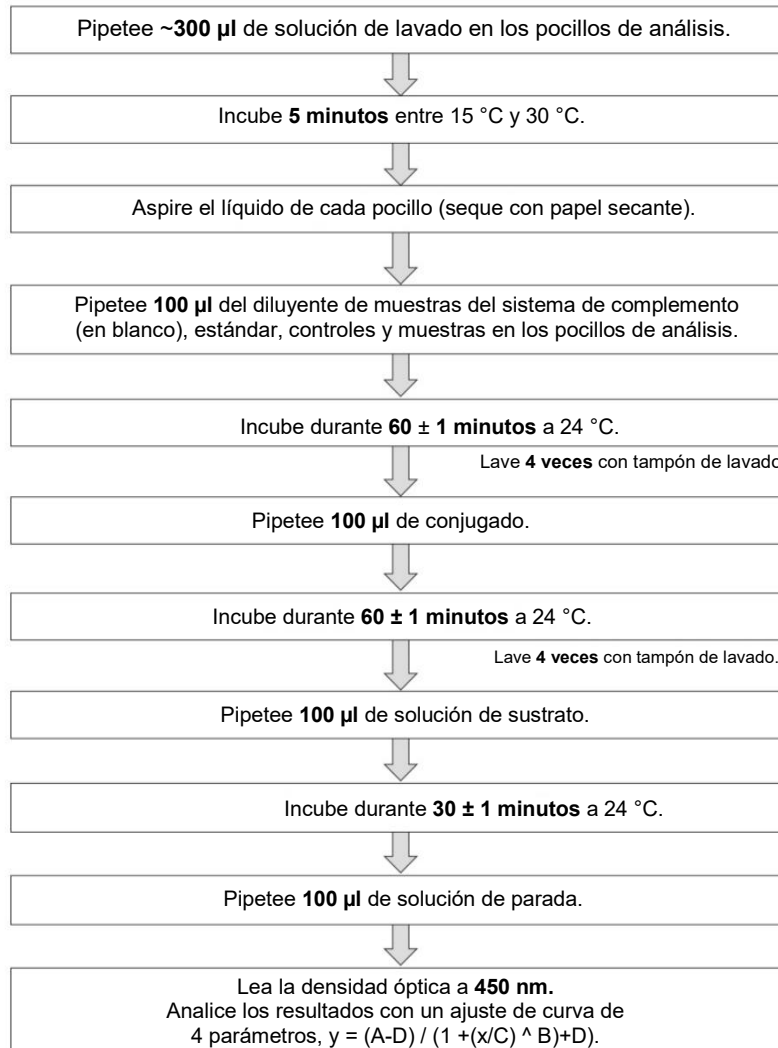 Pipetee ~300 µl de solución de lavado en los pocillos de análisis.
Incube 5 minutos entre 15 °C y 30 °C.
Aspire el líquido de cada pocillo (seque con papel secante).
Pipetee 100 µl del diluyente de muestras del sistema de complemento
(en blanco), estándar, controles y muestras en los pocillos de análisis.
Incube durante 60 ± 1 minutos a 24 °C.
Lave 4 veces con tampón de lavado
Pipetee 100 µl de conjugado.
Incube durante 60 ± 1 minutos a 24 °C.
Lave 4 veces con tampón de lavado.
Pipetee 100 µl de solución de sustrato.
Incube durante 30 ± 1 minutos a 24 °C.
Pipetee 100 µl de solución de parada.
Lea la densidad óptica a 450 nm.
Analice los resultados con un ajuste de curva de
4 parámetros, y = (A-D) / (1 +(x/C) ^ B)+D).